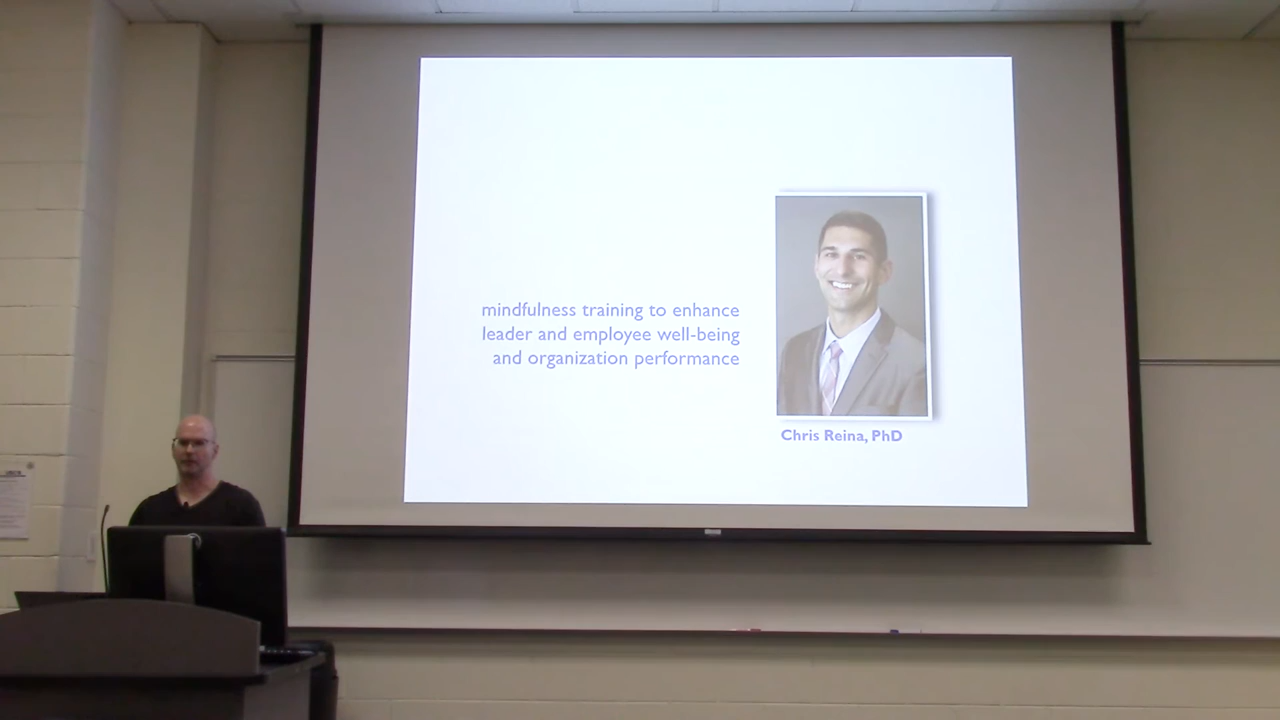 mindfulness training to enhance
leader and employee well-being
and organization performance
Chris Reina, PhD